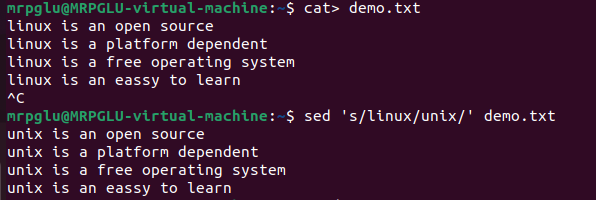 mrpglu@MRPGLU-virtual-machine:~$ cat> demo.txt
linux is an open source
linux is a platform dependent
linux is a free operating system
linux is an eassy to learn
^C
mrpglu@MRPGLU-virtual-machine:~$ sed 's/linux/unix/' demo.txt
unix is an open source
unix is a platform dependent
unix is a free operating system
unix is an eassy to learn